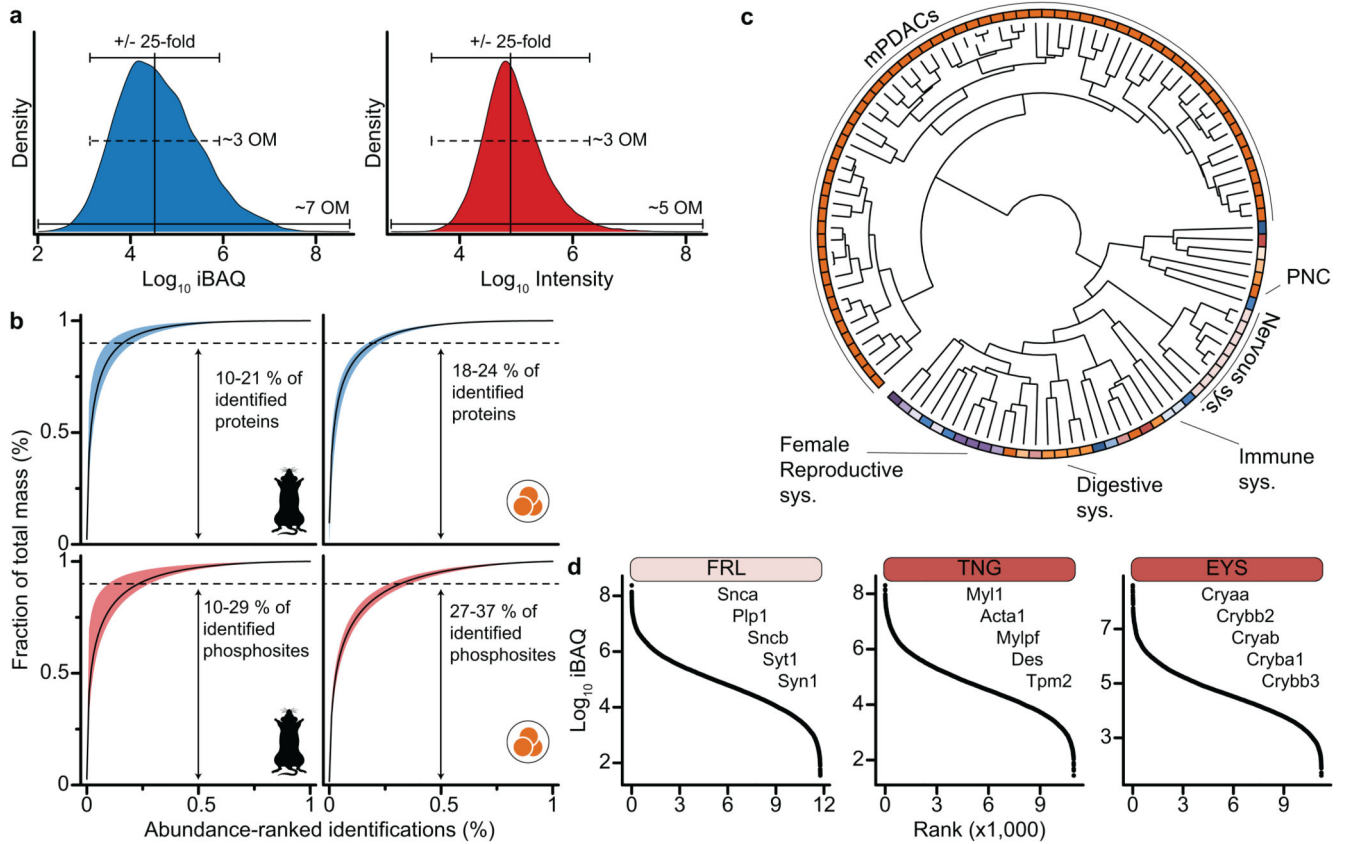 a
+/- 25-fold
~3 OM
~7 OM
Density
2 4 6 8
Log10 iBAQ
+/- 25-fold
~3 OM
~5 OM
Density
4 6 8
Log10 Intensity
b
1
0.5
0
10-21 % of
identified
proteins
18-24 % of
identified
proteins
1
0.5
0
10-29 % of
identified
phosphosites
27-37 % of
identified
phosphosites
0 0.5 1
0 0.5 1
Fraction of total mass (%)
Abundance-ranked identifications (%)
c
mPDACs
PNC
Nervous sys.
Immune
sys.
Digestive
sys.
Female
Reproductive
sys.
d
FRL
Snca
Plp1
Sncb
Syt1
Syn1
8
6
4
2
0 3 6 9 12
Log10 iBAQ
TNG
Myl1
Acta1
Mylpf
Des
Tpm2
8
6
4
2
0 3 6 9
EYS
Cryaa
Crybb2
Cryab
Cryba1
Crybb3
7
5
3
0 3 6 9
Rank (x1,000)